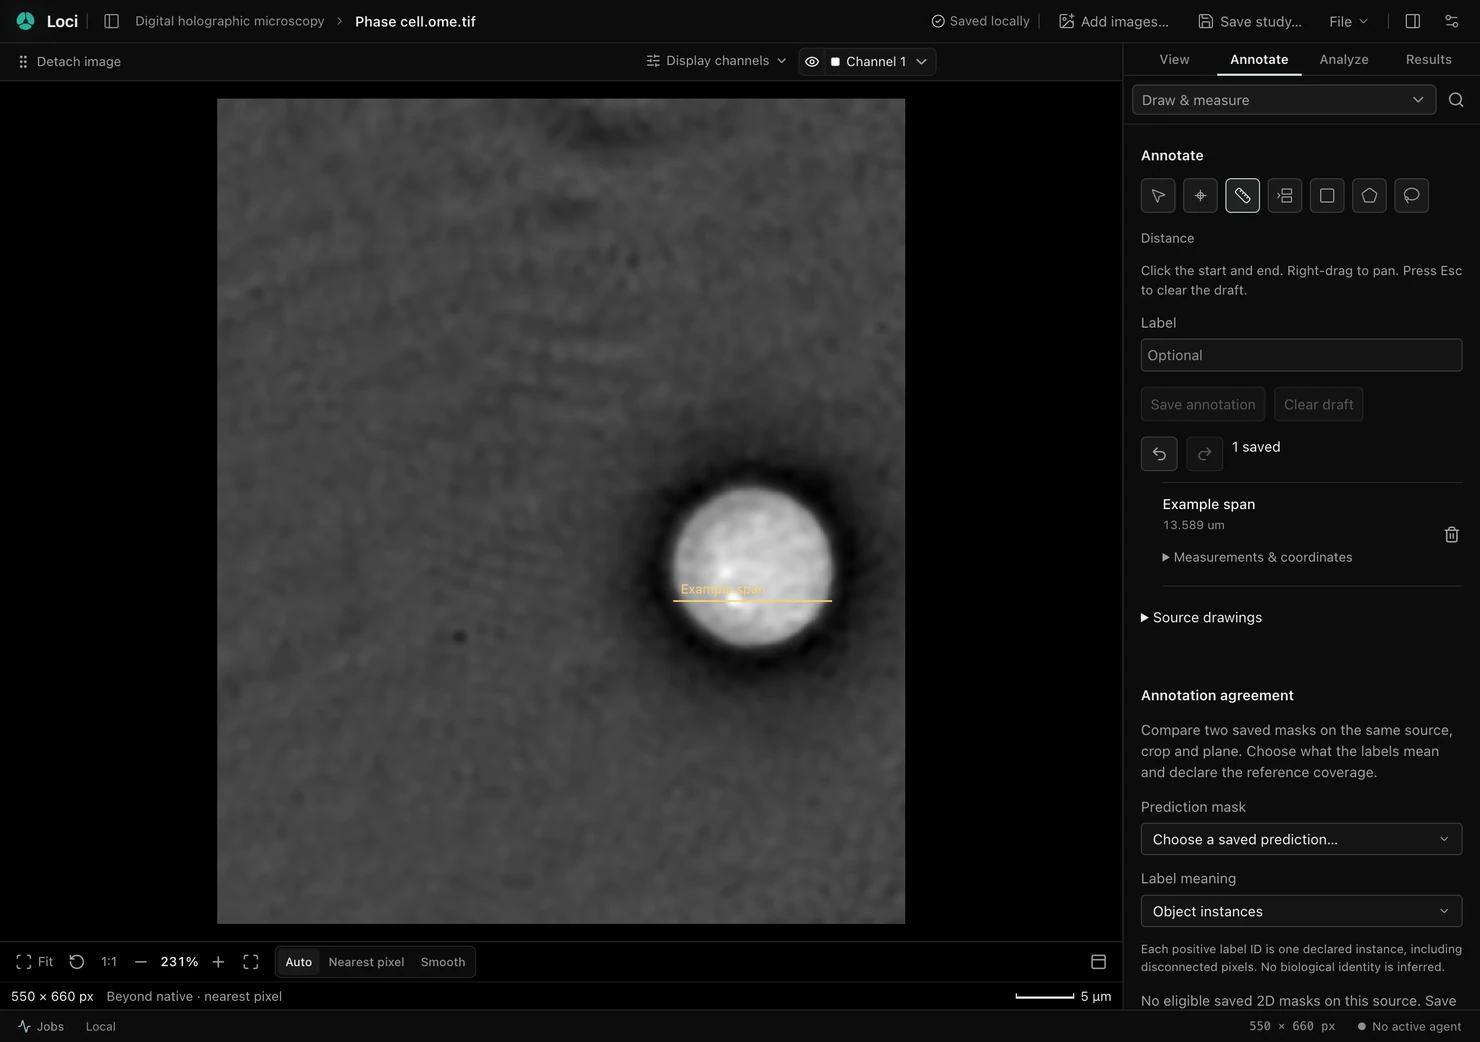 Loci
Digital holographic microscopy > Phase cell.ome.tif
Saved locally
Add images...
Save study...
File
Detach image
Display channels
Channel 1
View
Annotate
Analyze
Results
Draw & measure
Annotate
Distance
Click the start and end. Right-drag to pan. Press Esc
to clear the draft.
Label
Optional
Save annotation
Clear draft
1 saved
Example span
13.589 um
Measurements & coordinates
Example span
Source drawings
Annotation agreement
Compare two saved masks on the same source,
crop and plane. Choose what the labels mean
and declare the reference coverage.
Prediction mask
Choose a saved prediction...
Label meaning
Object instances
Each positive label ID is one declared instance, including
disconnected pixels. No biological identity is inferred.
No eligible saved 2D masks on this source. Save
Fit
1:1
231%
Auto
Nearest pixel
Smooth
550 × 660 px
Beyond native · nearest pixel
5 μm
Jobs
Local
550 × 660 px
No active agent